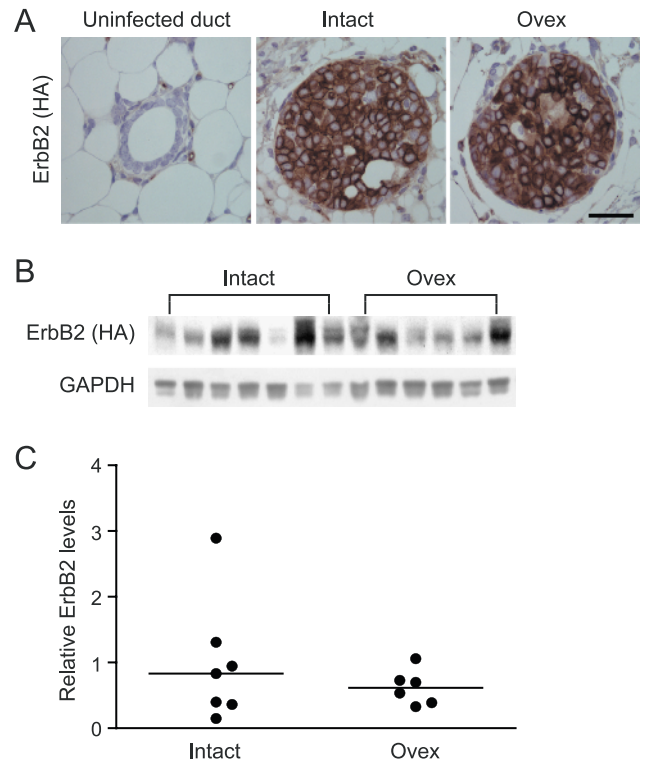 A
Uninfected duct
Intact
Ovex
ErbB2 (HA)
B
Intact
Ovex
ErbB2 (HA)
GAPDH
C
Relative ErbB2 levels
4
3
2
1
0
Intact
Ovex